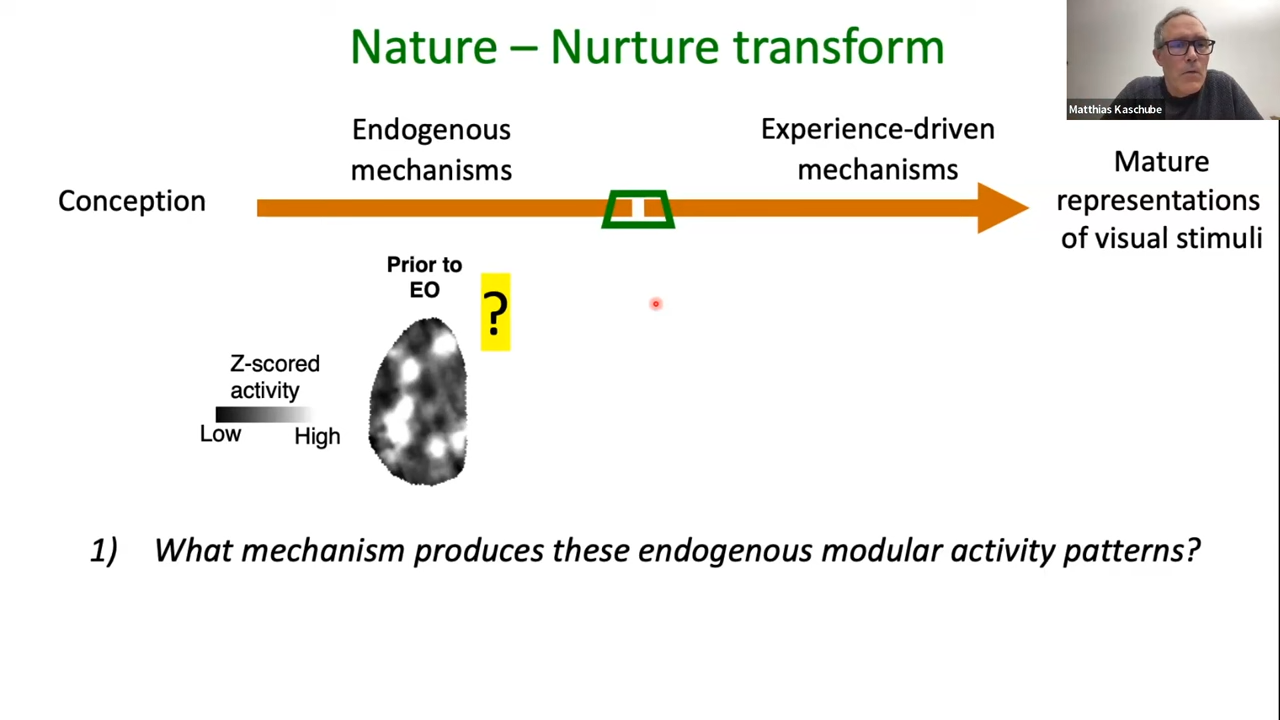 Nature – Nurture transform
Matthias Kaschube
Endogenous
mechanisms
Experience-driven
mechanisms
Conception
Mature
representations
of visual stimuli
Prior to
EO
?
Z-scored
activity
Low
High
1) What mechanism produces these endogenous modular activity patterns?